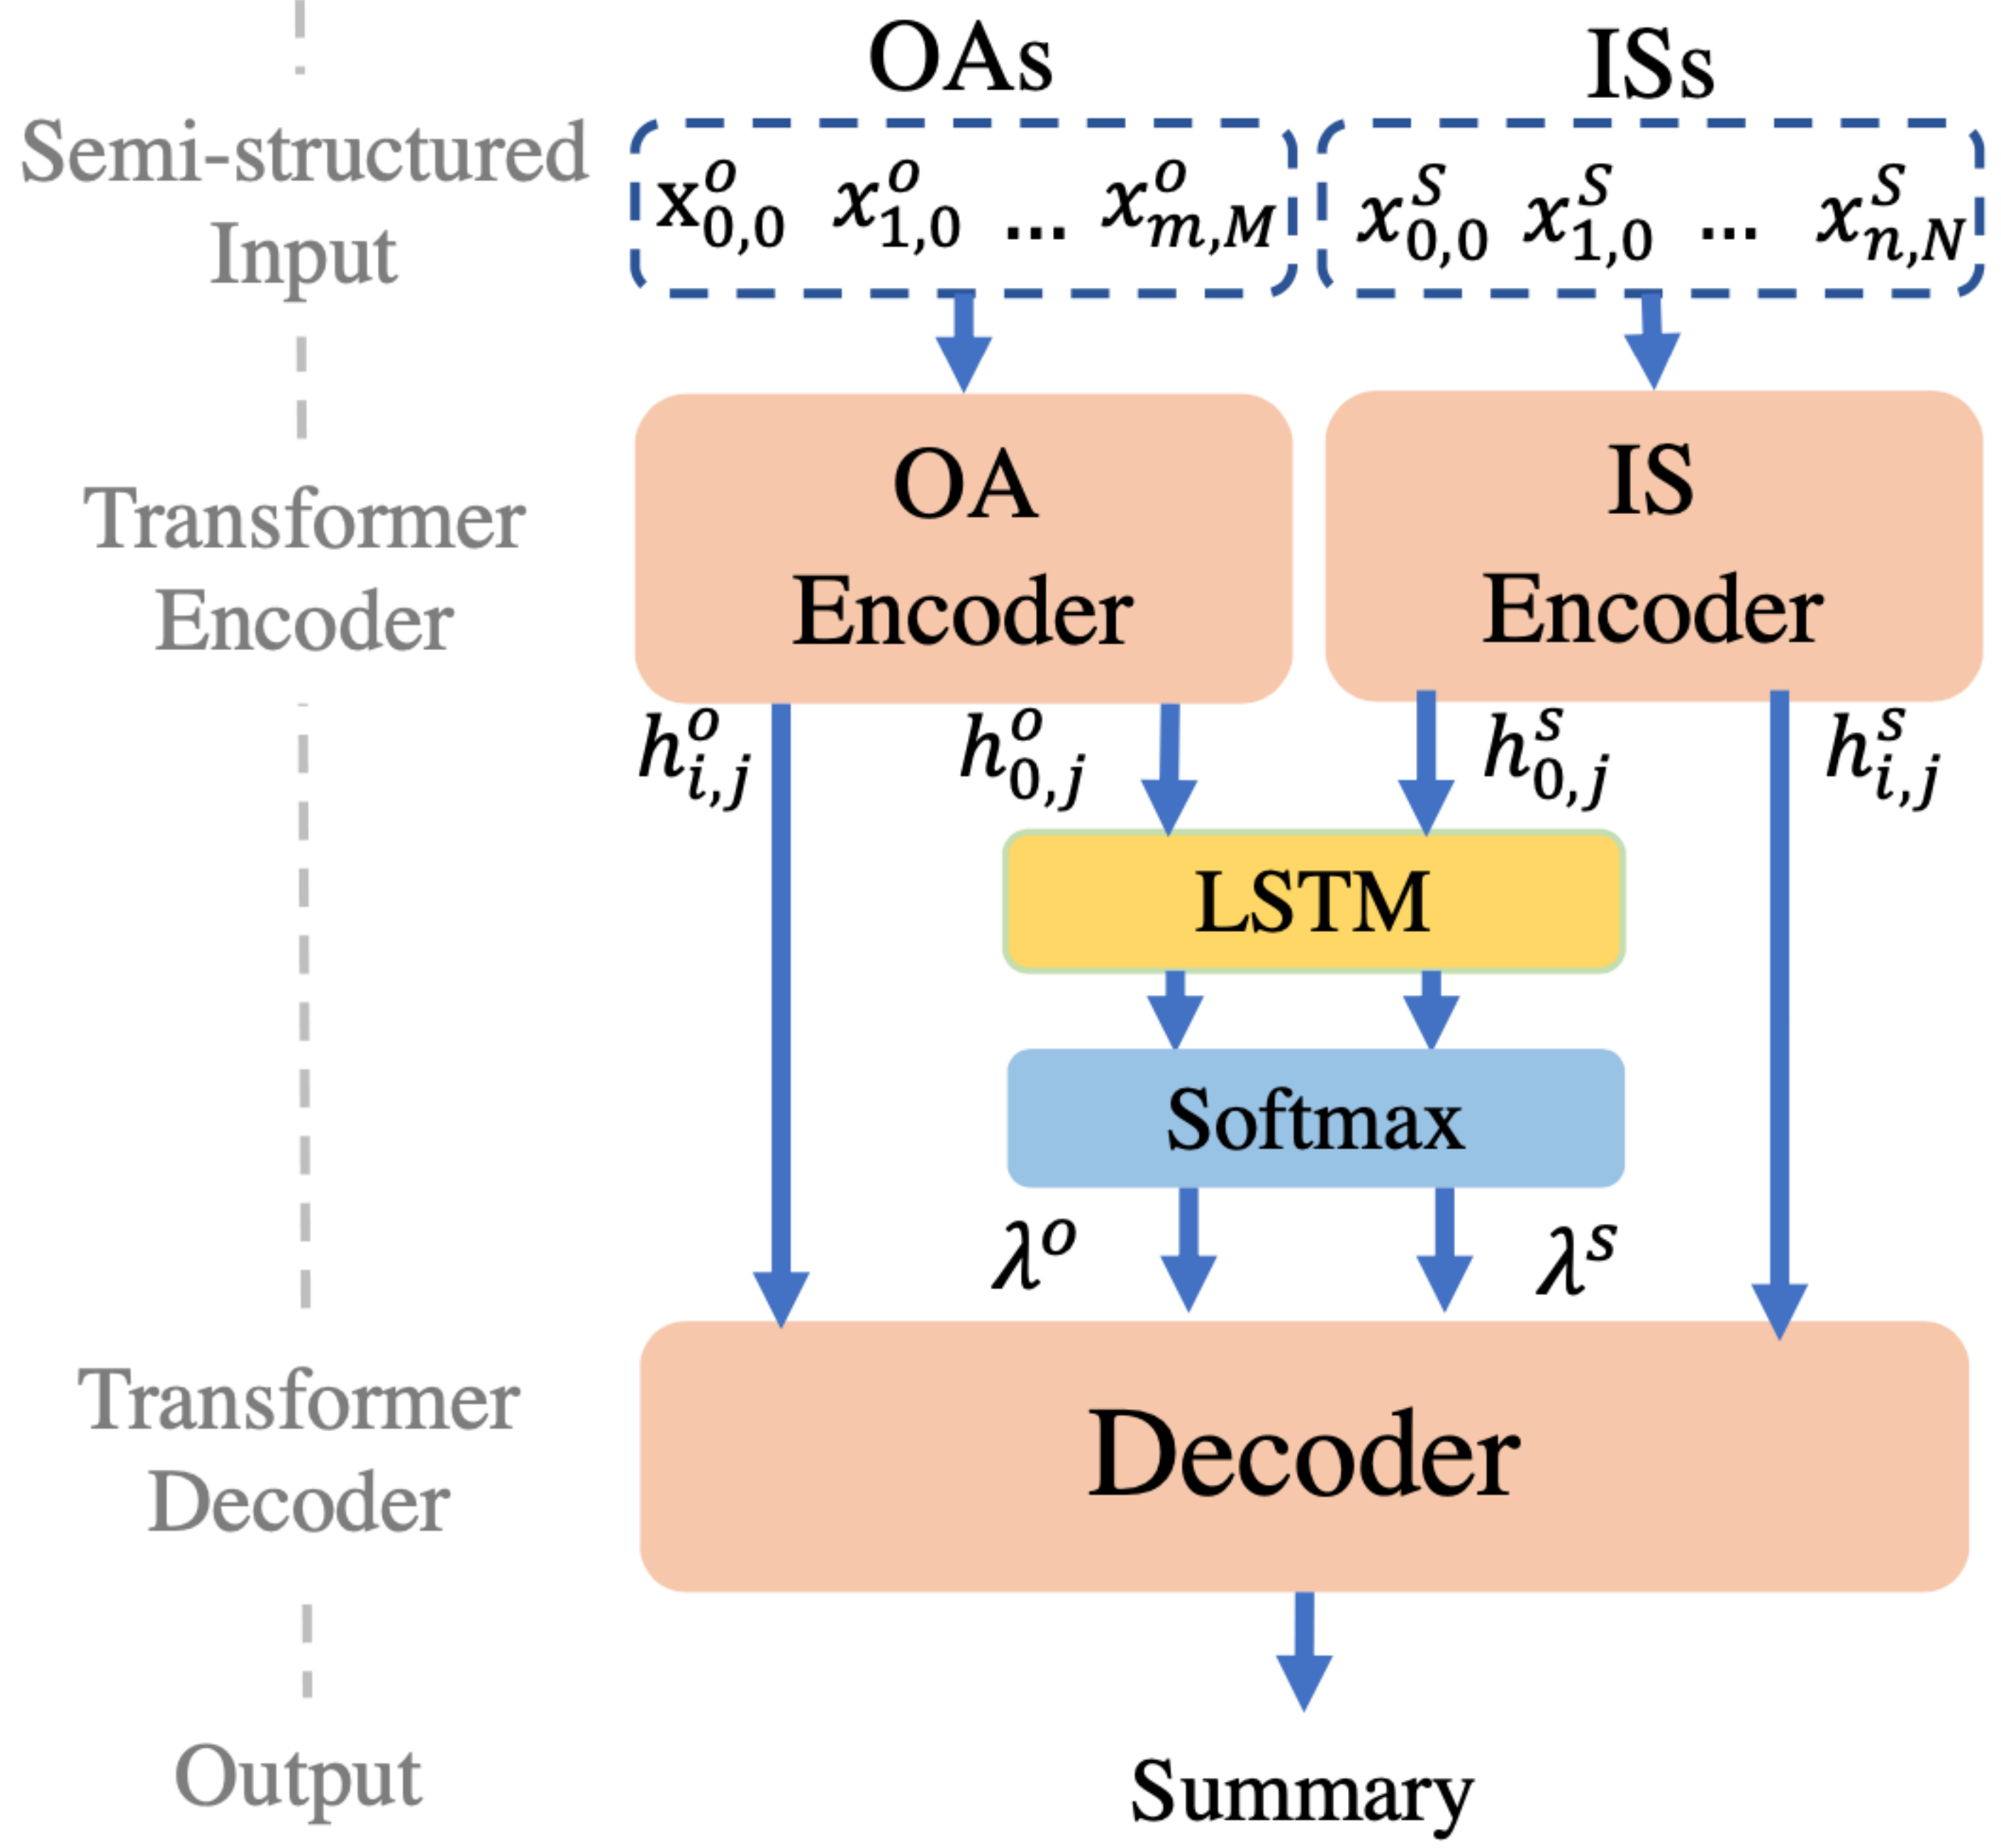 OAs
ISs
Semi-structured
Input
x^o_{0,0} x^o_{1,0} ... x^o_{m,M}
x^S_{0,0} x^S_{1,0} ... x^S_{n,N}
Transformer
Encoder
OA
Encoder
IS
Encoder
h^o_{i,j}
h^o_{0,j}
h^s_{0,j}
h^s_{i,j}
LSTM
Softmax
λ^o
λ^s
Transformer
Decoder
Decoder
Output
Summary